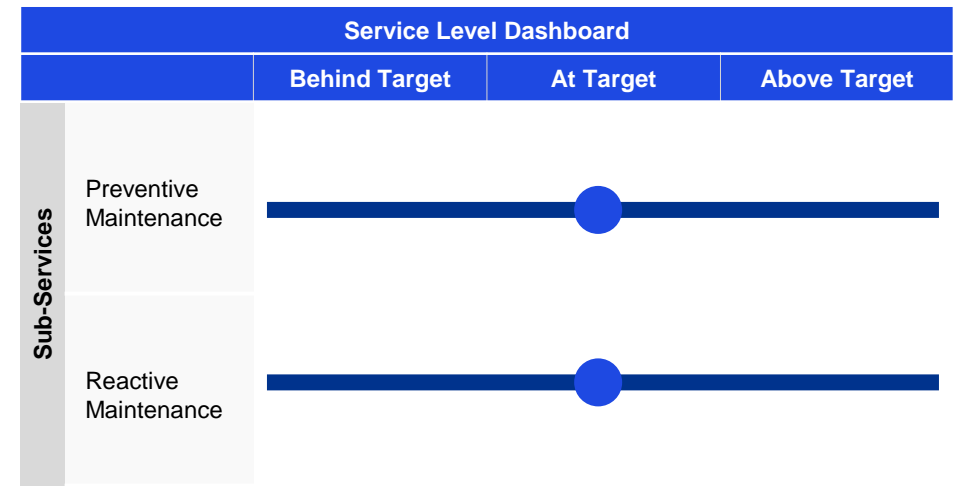 Service Level Dashboard
Behind Target
At Target
Above Target
Sub-Services
Preventive
Maintenance
Reactive
Maintenance